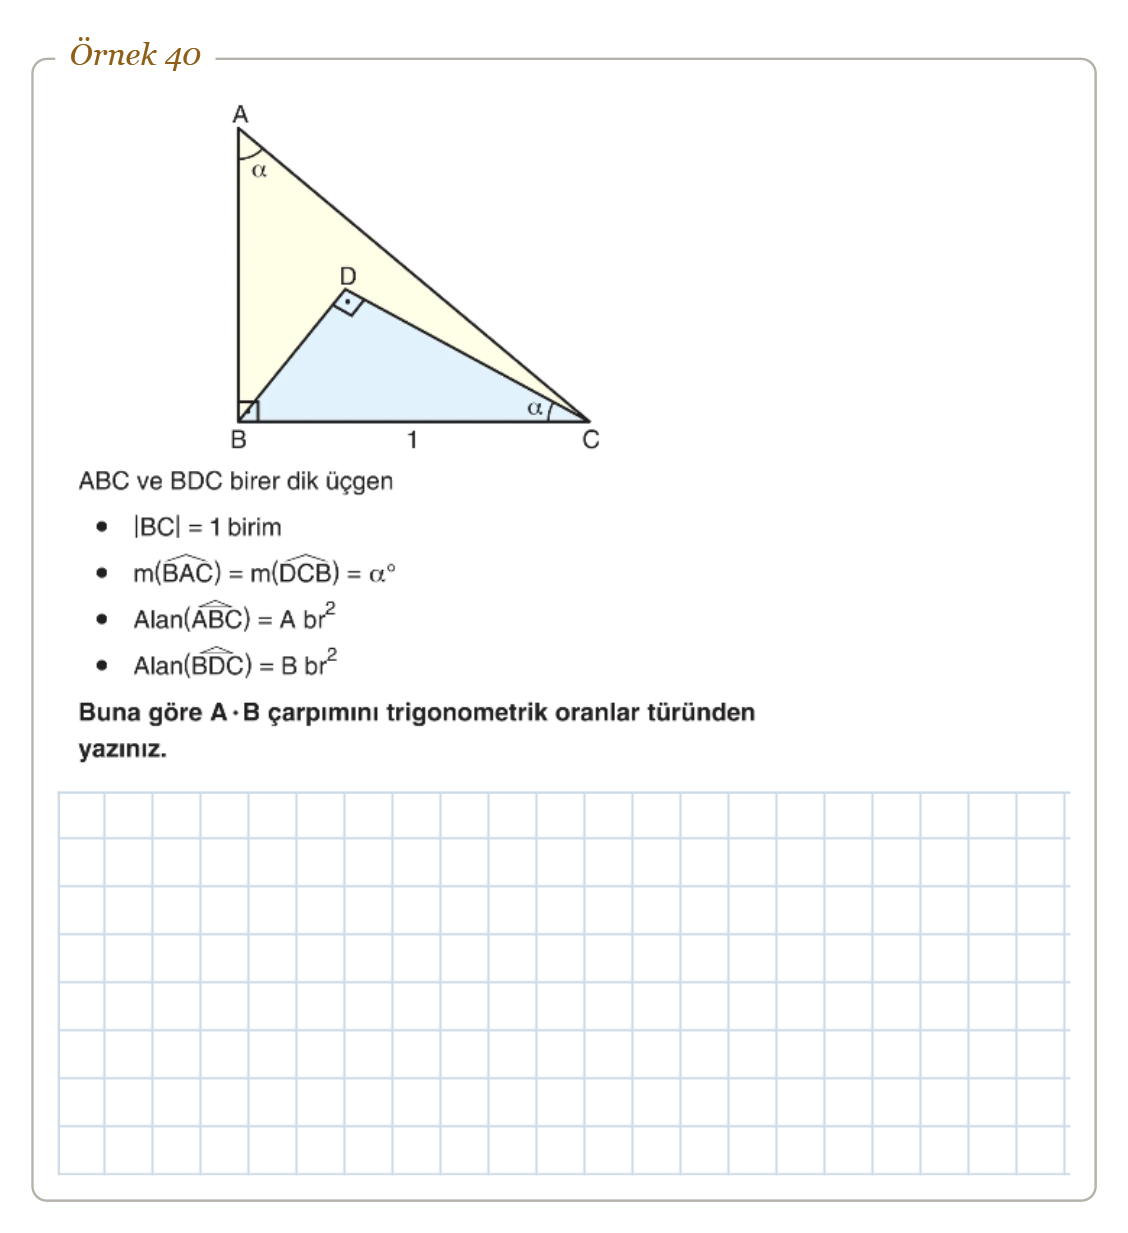 Örnek 40
A
α
D
α
B
1
C
ABC ve BDC birer dik üçgen
• |BC| = 1 birim
• m(BAC) = m(DCB) = α°
• Alan(ABC) = A br²
• Alan(BDC) = B br²
Buna göre A · B çarpımını trigonometrik oranlar türünden
yazınız.